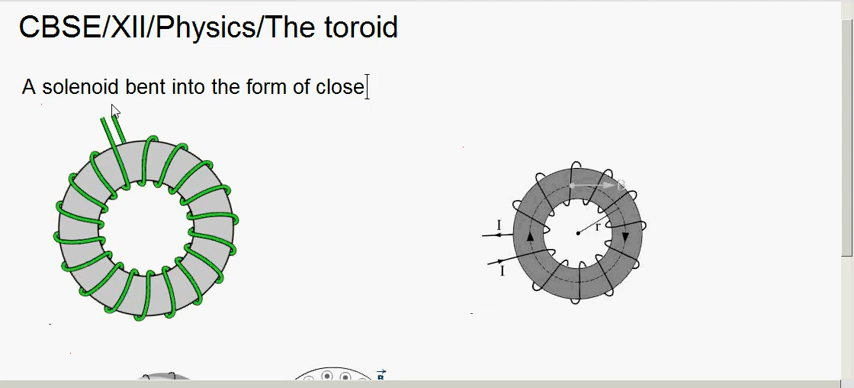 CBSE/XII/Physics/The toroid
A solenoid bent into the form of close
B
I
r
I
B